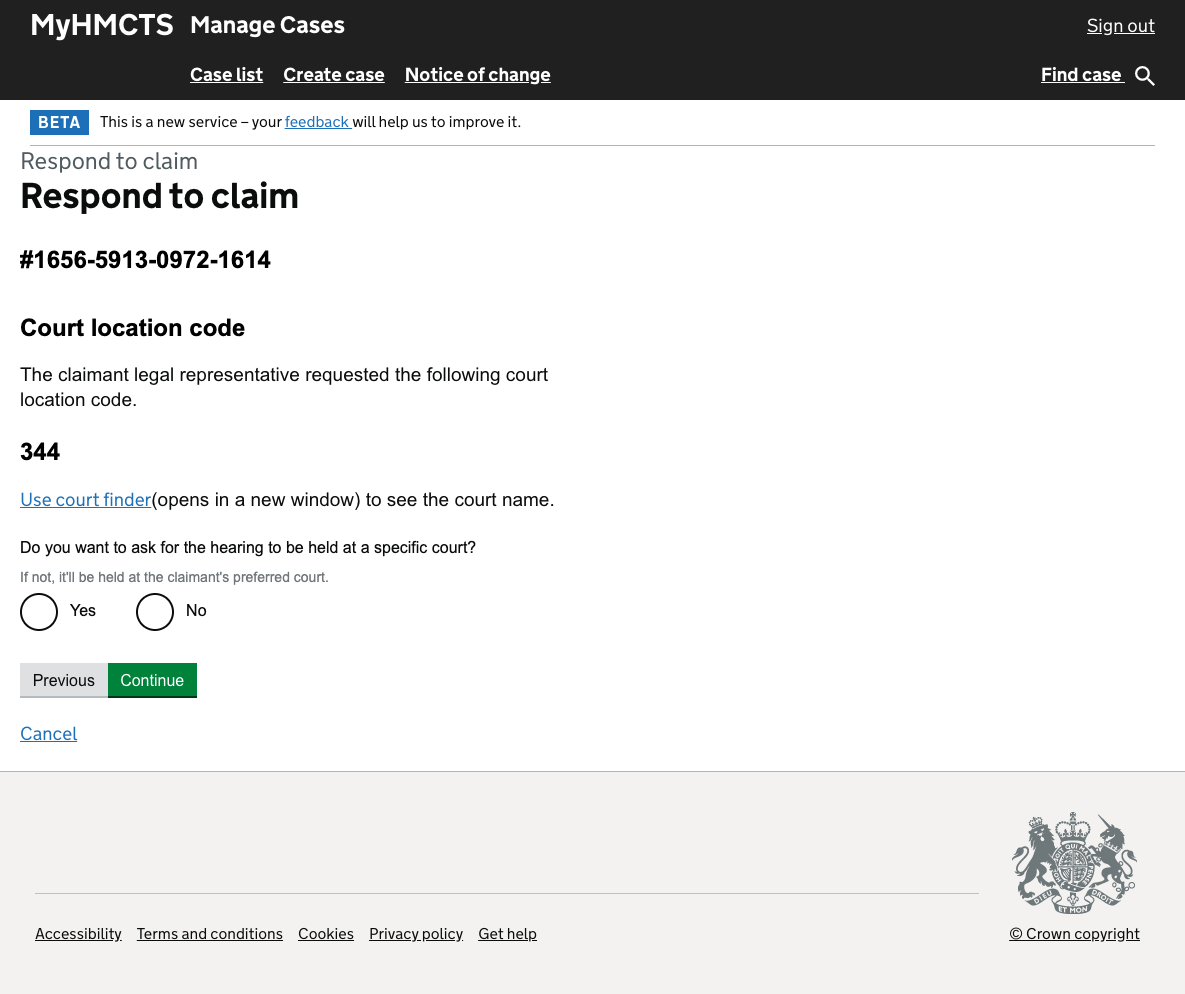 MyHMCTS Manage Cases Sign out
Case list Create case Notice of change Find case
BETA This is a new service – your feedback will help us to improve it.
Respond to claim
Respond to claim
#1656-5913-0972-1614
Court location code
The claimant legal representative requested the following court
location code.
344
Use court finder(opens in a new window) to see the court name.
Do you want to ask for the hearing to be held at a specific court?
If not, it'll be held at the claimant's preferred court.
Yes No
Previous Continue
Cancel
DIEU ET MON DROIT
Accessibility Terms and conditions Cookies Privacy policy Get help © Crown copyright